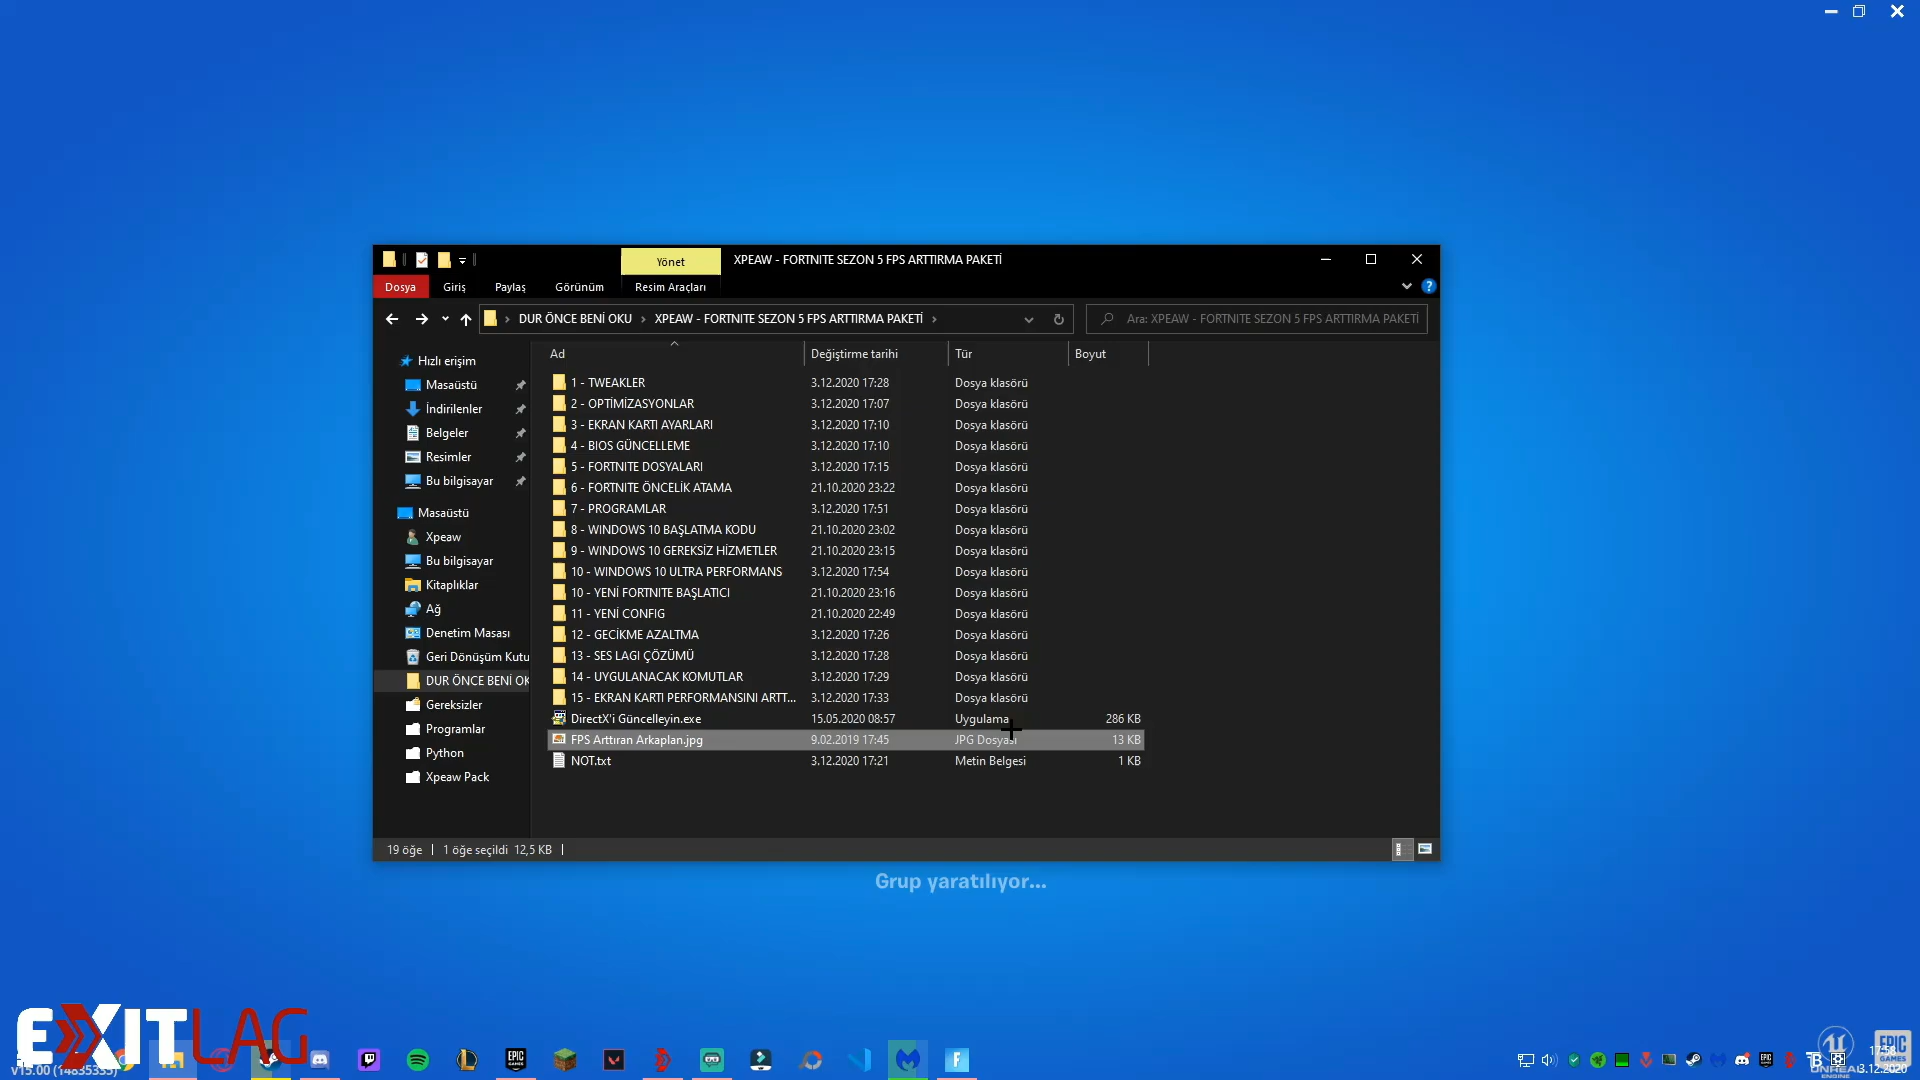 Yönet
XPEAW - FORTNITE SEZON 5 FPS ARTTIRMA PAKETİ
Dosya
Giriş
Paylaş
Görünüm
Resim Araçları
DUR ÖNCE BENİ OKU
XPEAW - FORTNITE SEZON 5 FPS ARTTIRMA PAKETİ
Ara: XPEAW - FORTNITE SEZON 5 FPS ARTTIRMA PAKETİ
Hızlı erişim
Masaüstü
İndirilenler
Belgeler
Resimler
Bu bilgisayar
Masaüstü
Xpeaw
Bu bilgisayar
Kitaplıklar
Ağ
Denetim Masası
Geri Dönüşüm Kutu
DUR ÖNCE BENİ OK
Gereksizler
Programlar
Python
Xpeaw Pack
Ad Değiştirme tarihi Tür Boyut
1 - TWEAKLER 3.12.2020 17:28 Dosya klasörü
2 - OPTİMİZASYONLAR 3.12.2020 17:07 Dosya klasörü
3 - EKRAN KARTI AYARLARI 3.12.2020 17:10 Dosya klasörü
4 - BIOS GÜNCELLEME 3.12.2020 17:10 Dosya klasörü
5 - FORTNITE DOSYALARI 3.12.2020 17:15 Dosya klasörü
6 - FORTNITE ÖNCELİK ATAMA 21.10.2020 23:22 Dosya klasörü
7 - PROGRAMLAR 3.12.2020 17:51 Dosya klasörü
8 - WINDOWS 10 BAŞLATMA KODU 21.10.2020 23:02 Dosya klasörü
9 - WINDOWS 10 GEREKSİZ HİZMETLER 21.10.2020 23:15 Dosya klasörü
10 - WINDOWS 10 ULTRA PERFORMANS 3.12.2020 17:54 Dosya klasörü
10 - YENİ FORTNITE BAŞLATICI 21.10.2020 23:16 Dosya klasörü
11 - YENİ CONFIG 21.10.2020 22:49 Dosya klasörü
12 - GECİKME AZALTMA 3.12.2020 17:26 Dosya klasörü
13 - SES LAGI ÇÖZÜMÜ 3.12.2020 17:28 Dosya klasörü
14 - UYGULANACAK KOMUTLAR 3.12.2020 17:29 Dosya klasörü
15 - EKRAN KARTI PERFORMANSINI ARTT... 3.12.2020 17:33 Dosya klasörü
DirectX'i Güncelleyin.exe 15.05.2020 08:57 Uygulama 286 KB
FPS Arttıran Arkaplan.jpg 9.02.2019 17:45 JPG Dosyası 13 KB
NOT.txt 3.12.2020 17:21 Metin Belgesi 1 KB
19 öğe
1 öğe seçildi 12,5 KB
Grup yaratılıyor...
EXITLAG
EPIC GAMES